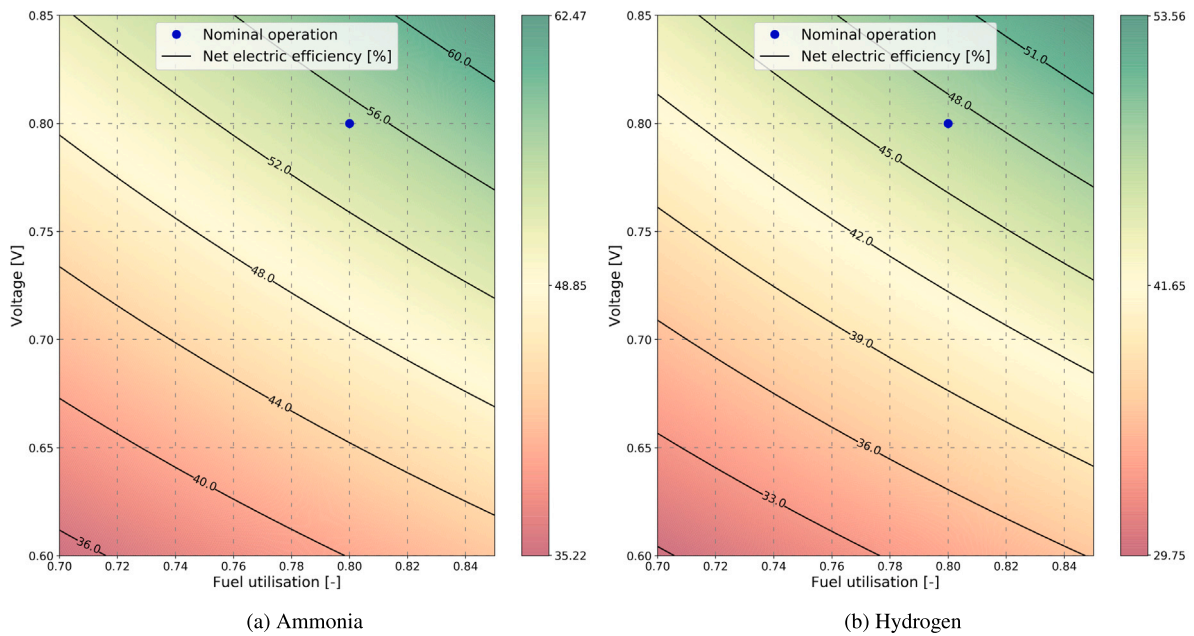 0.85
0.80
0.75
0.70
0.65
0.60
Voltage [V]
Nominal operation
Net electric efficiency [%]
60.0
56.0
52.0
48.0
44.0
40.0
36.0
0.70 0.72 0.74 0.76 0.78 0.80 0.82 0.84
Fuel utilisation [-]
62.47
48.85
35.22
(a) Ammonia
0.85
0.80
0.75
0.70
0.65
0.60
Voltage [V]
Nominal operation
Net electric efficiency [%]
51.0
48.0
45.0
42.0
39.0
36.0
33.0
0.70 0.72 0.74 0.76 0.78 0.80 0.82 0.84
Fuel utilisation [-]
53.56
41.65
29.75
(b) Hydrogen